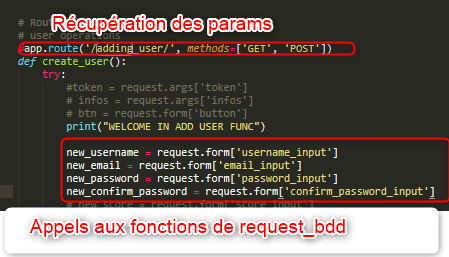 # Rou
Récupération des params
# user operations
@app.route('/adding_user/', methods=['GET', 'POST'])
def create_user():
try:
#token = request.args['token']
# infos = request.args['infos']
# btn = request.form['button']
print("WELCOME IN ADD USER FUNC")
new_username = request.form['username_input']
new_email = request.form['email_input']
new_password = request.form['password_input']
new_confirm_password = request.form['confirm_password_input']
# new_score = request.form['score_input']
Appels aux fonctions de request_bdd